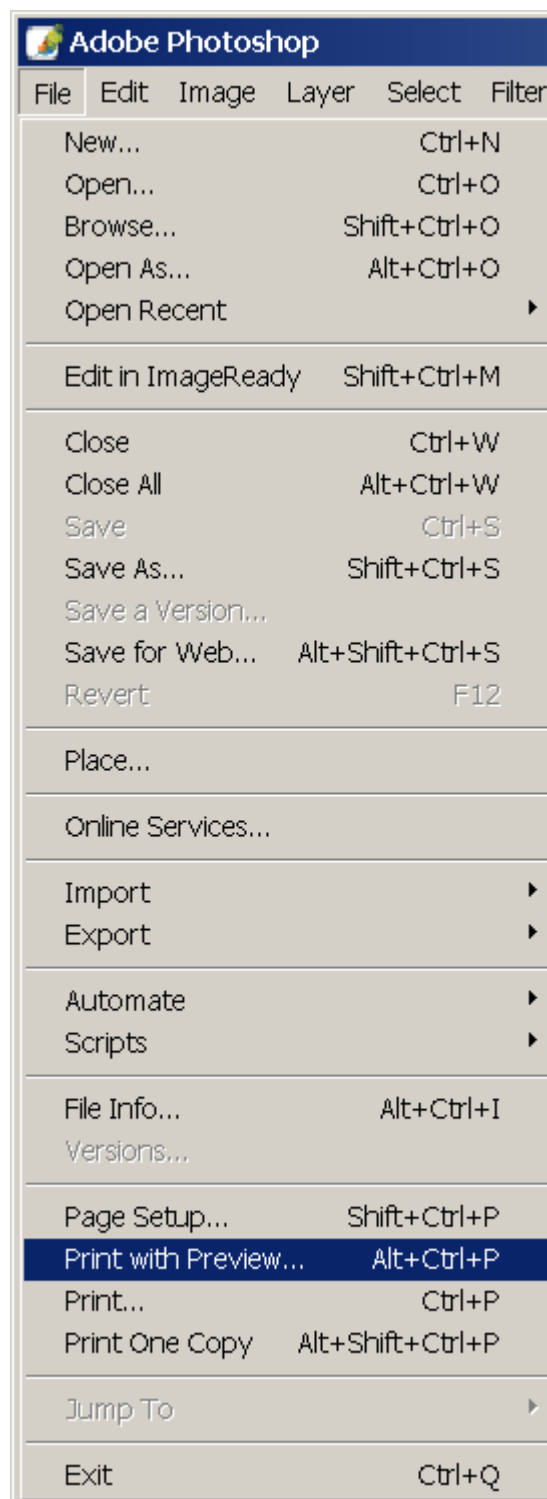 Adobe Photoshop
File Edit Image Layer Select Filter
New... Ctrl+N
Open... Ctrl+O
Browse... Shift+Ctrl+O
Open As... Alt+Ctrl+O
Open Recent
Edit in ImageReady Shift+Ctrl+M
Close Ctrl+W
Close All Alt+Ctrl+W
Save Ctrl+S
Save As... Shift+Ctrl+S
Save a Version...
Save for Web... Alt+Shift+Ctrl+S
Revert F12
Place...
Online Services...
Import
Export
Automate
Scripts
File Info... Alt+Ctrl+I
Versions...
Page Setup... Shift+Ctrl+P
Print with Preview... Alt+Ctrl+P
Print... Ctrl+P
Print One Copy Alt+Shift+Ctrl+P
Jump To
Exit Ctrl+Q